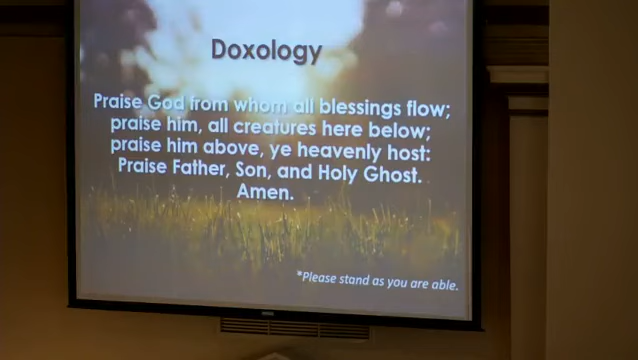 Doxology
Praise God from whom all blessings flow;
praise him, all creatures here below;
praise him above, ye heavenly host:
Praise Father, Son, and Holy Ghost.
Amen.
*Please stand as you are able.